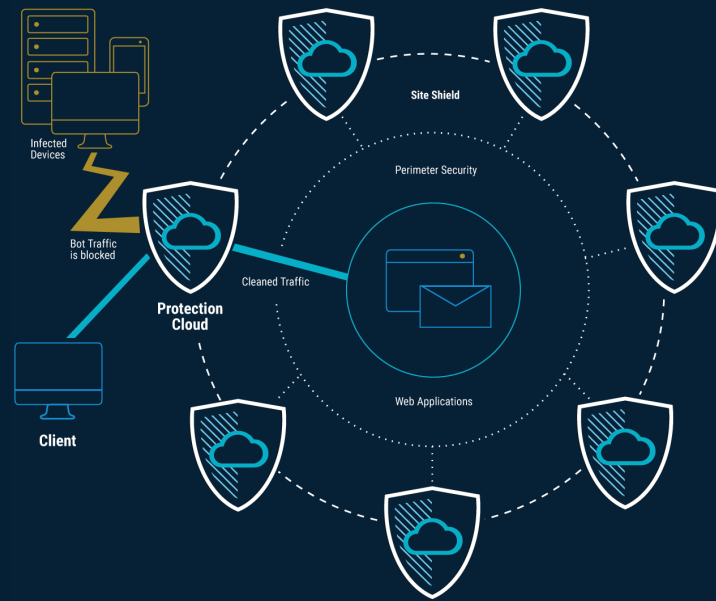 Site Shield
Infected
Devices
Perimeter Security
Bot Traffic
is blocked
Cleaned Traffic
Protection
Cloud
Web Applications
Client